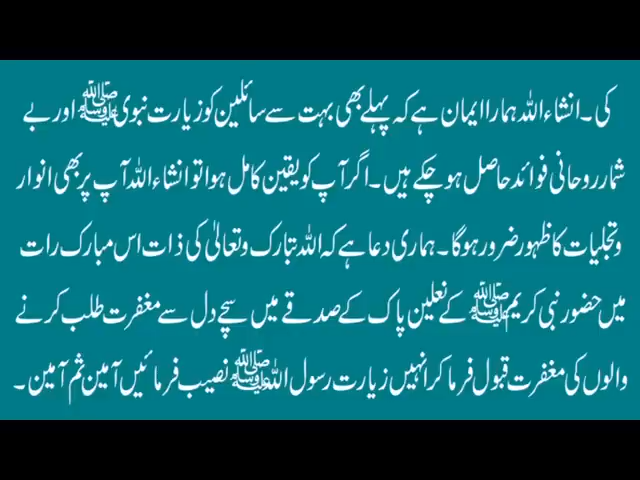 کی۔ انشاء اللہ ہمارا ایمان ہے کہ پہلے بھی بہت سے سائلین کو زیارت نبوی ﷺ اور بے
شمار روحانی فوائد حاصل ہو چکے ہیں۔ اگر آپ کو یقین کامل ہوا تو انشاء اللہ آپ پر بھی انوار
و تجلیات کا ظہور ضرور ہو گا۔ ہماری دعا ہے کہ اللہ تبارک و تعالیٰ کی ذات اس مبارک رات
میں حضور نبی کریم ﷺ کے نعلین پاک کے صدقے میں سچے دل سے مغفرت طلب کرنے
والوں کی مغفرت قبول فرما کر انہیں زیارت رسول اللہ ﷺ نصیب فرمائیں آمین ثم آمین۔